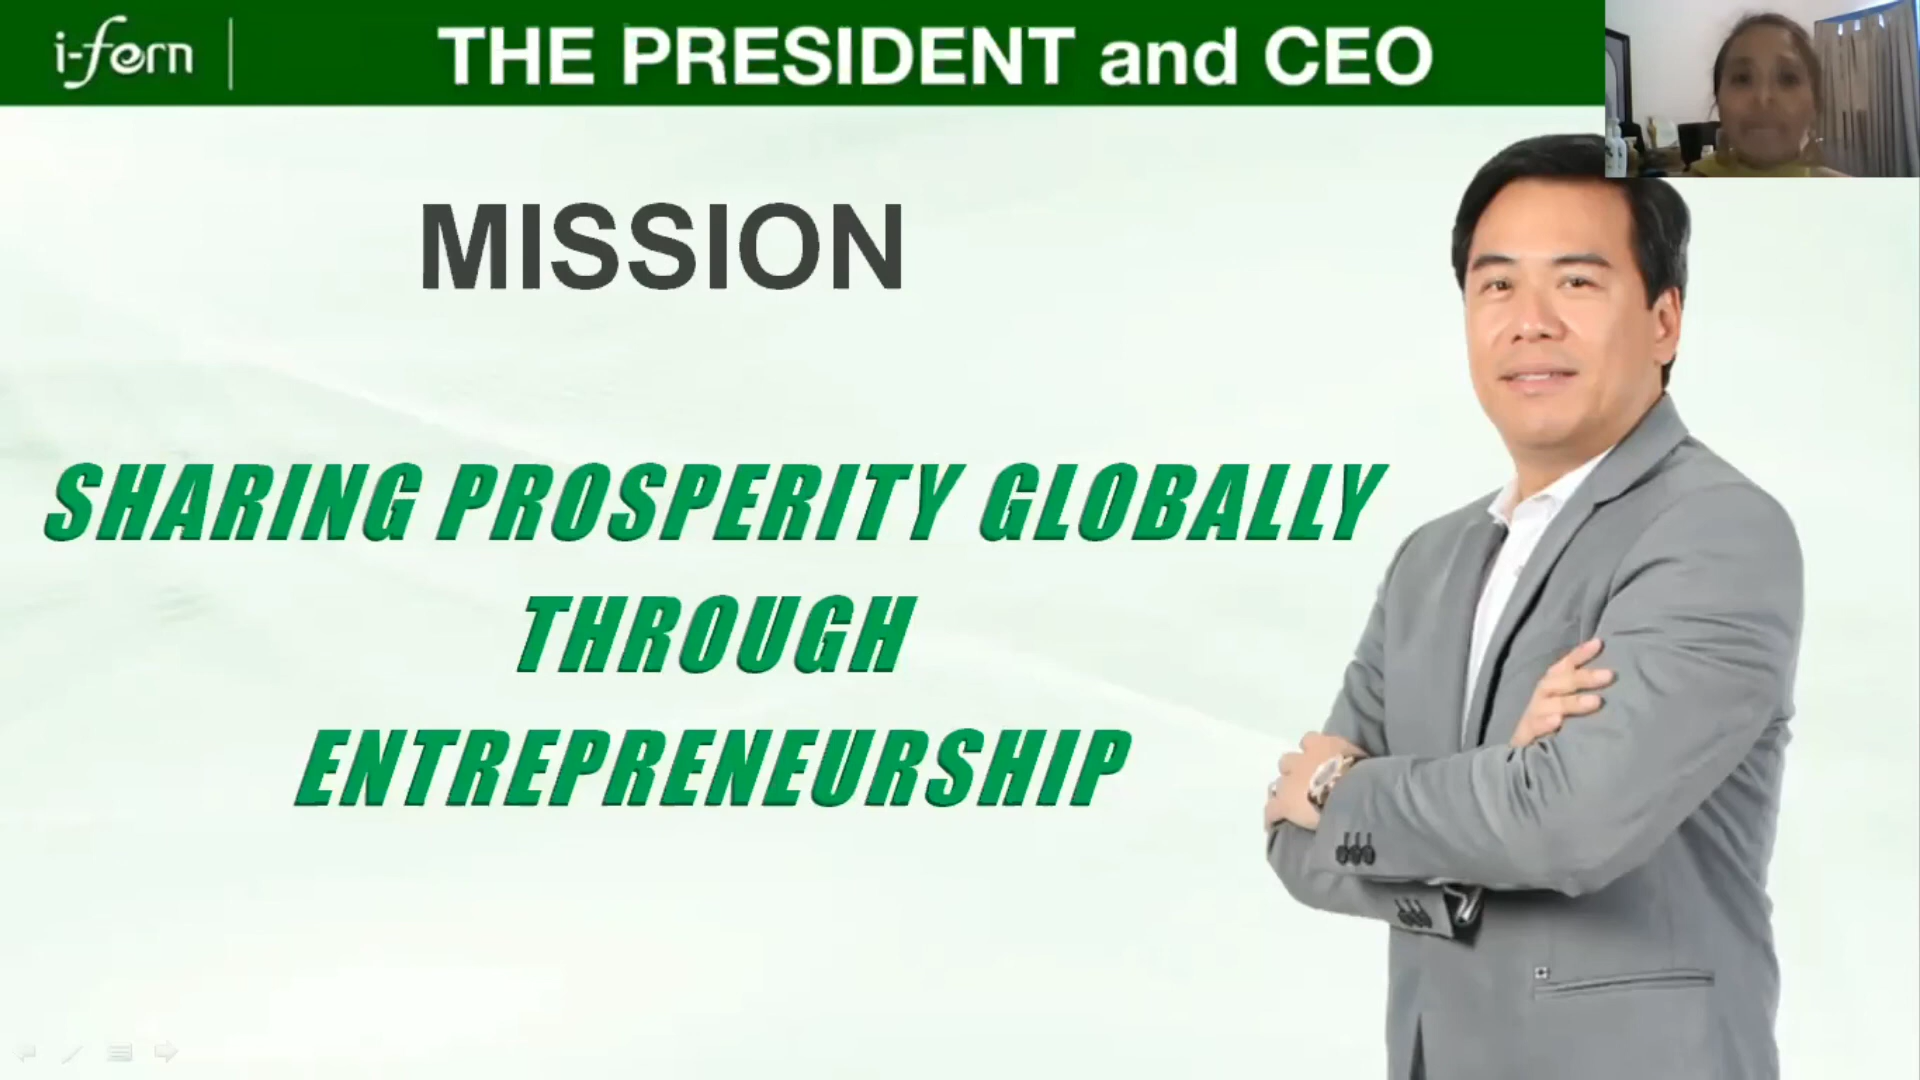 i-fern
THE PRESIDENT and CEO
MISSION
SHARING PROSPERITY GLOBALLY
THROUGH
ENTREPRENEURSHIP